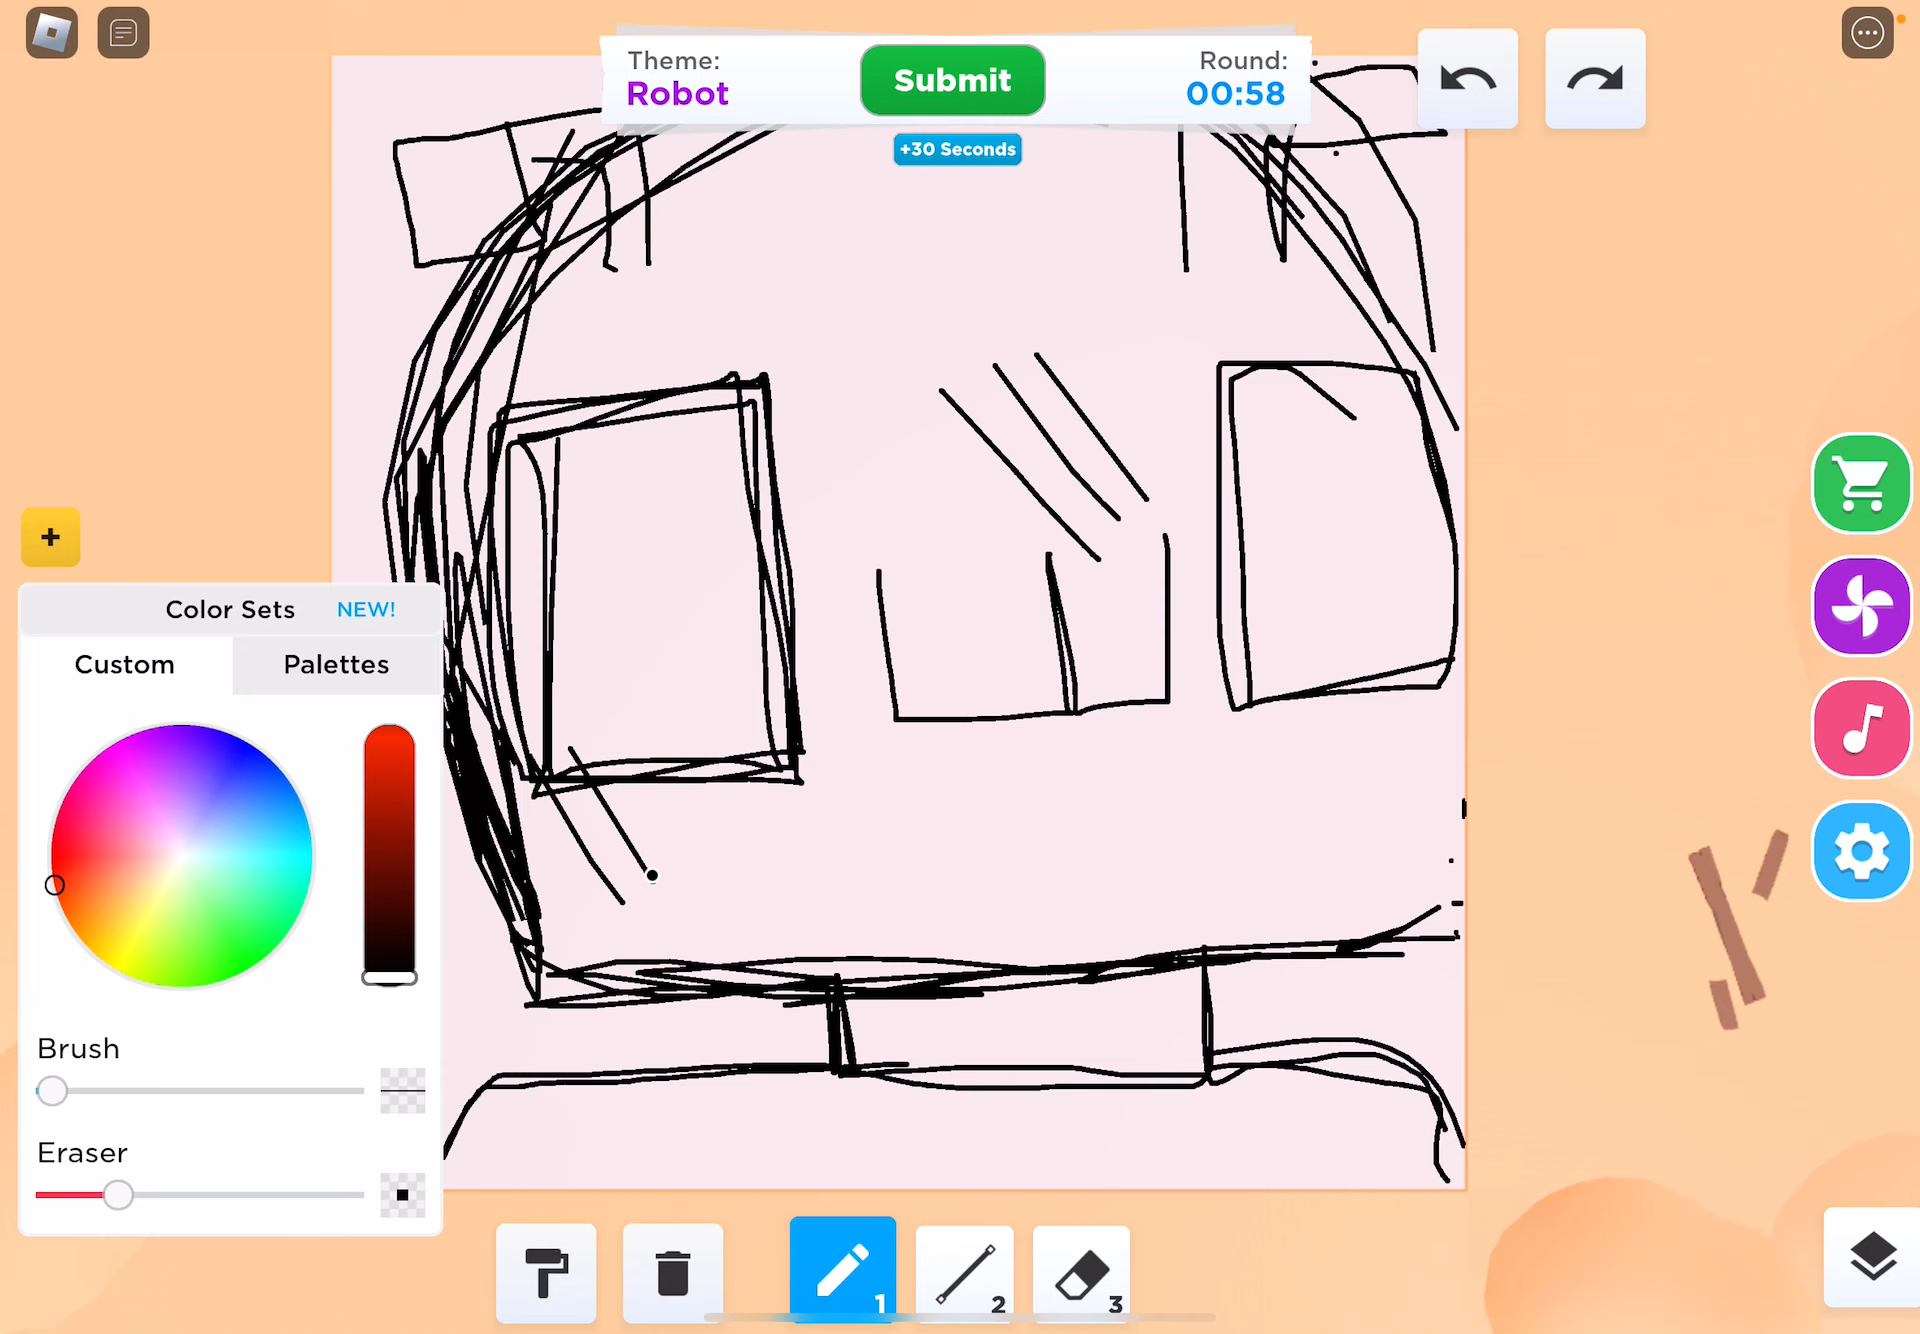 Theme:
Robot
Submit
Round:
00:58
+30 Seconds
+
Color Sets NEW!
Custom
Palettes
Brush
Eraser
1
2
3